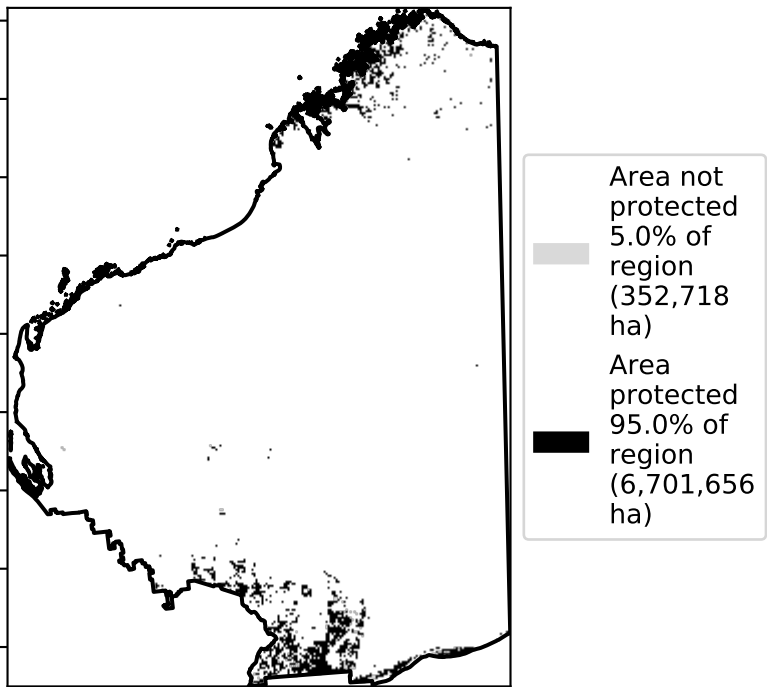 Area not
protected
5.0% of
region
(352,718
ha)
Area
protected
95.0% of
region
(6,701,656
ha)